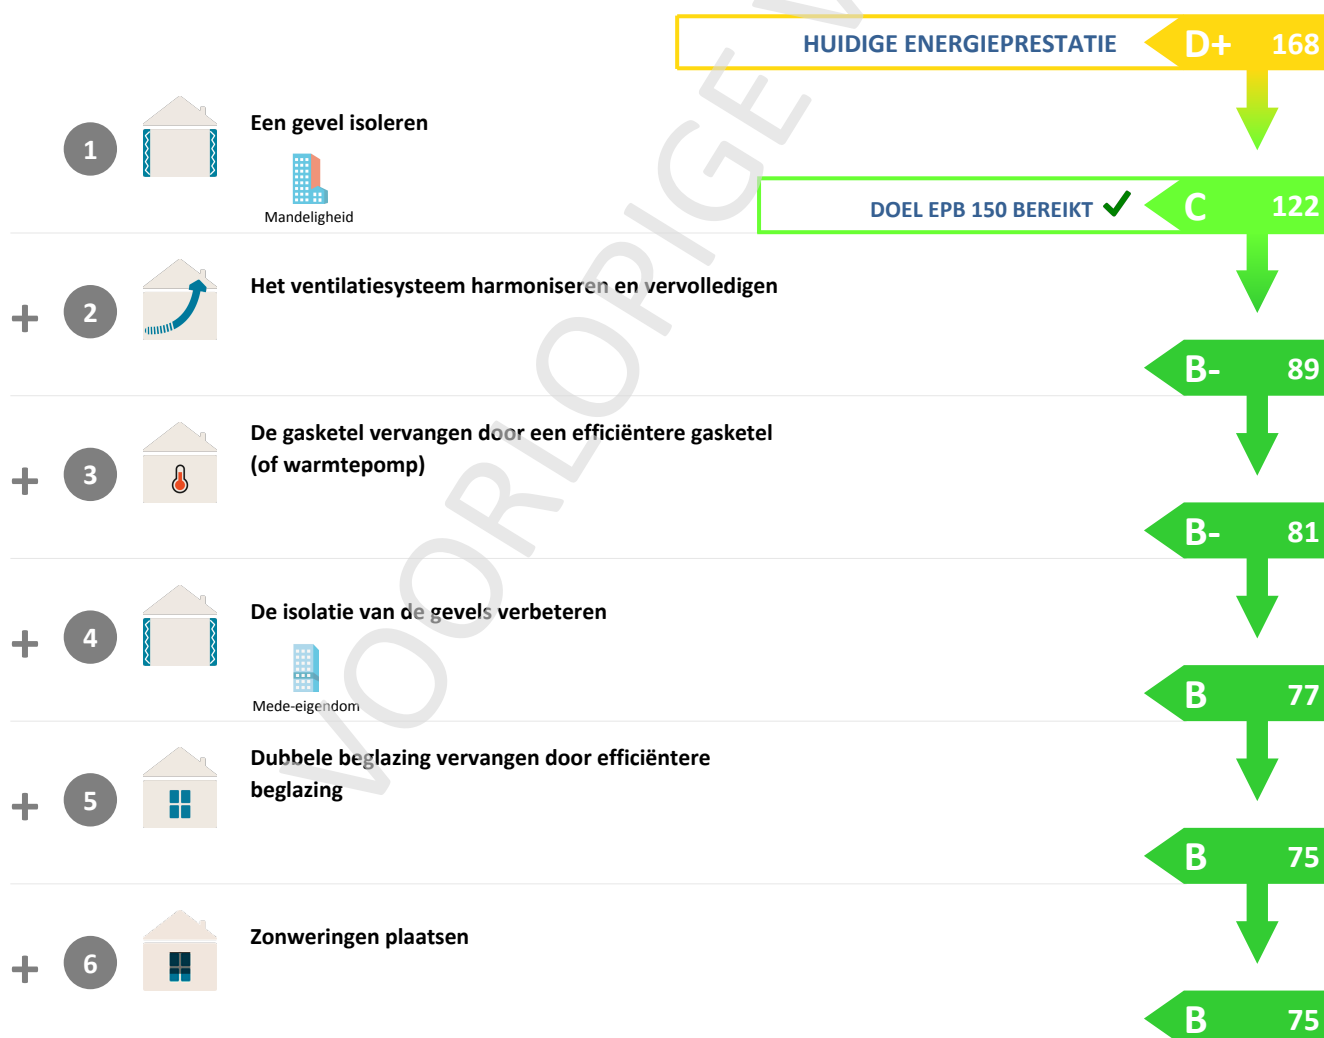 HUIDIGE ENERGIEPRESTATIE D+ 168
1 Een gevel isoleren
Mandeligheid
DOEL EPB 150 BEREIKT C 122
+ 2 Het ventilatiesysteem harmoniseren en vervolledigen
B- 89
+ 3 De gasketel vervangen door een efficiëntere gasketel
(of warmtepomp)
B- 81
+ 4 De isolatie van de gevels verbeteren
Mede-eigendom
B 77
+ 5 Dubbele beglazing vervangen door efficiëntere
beglazing
B 75
+ 6 Zonweringen plaatsen
B 75
VOORLOPIGE